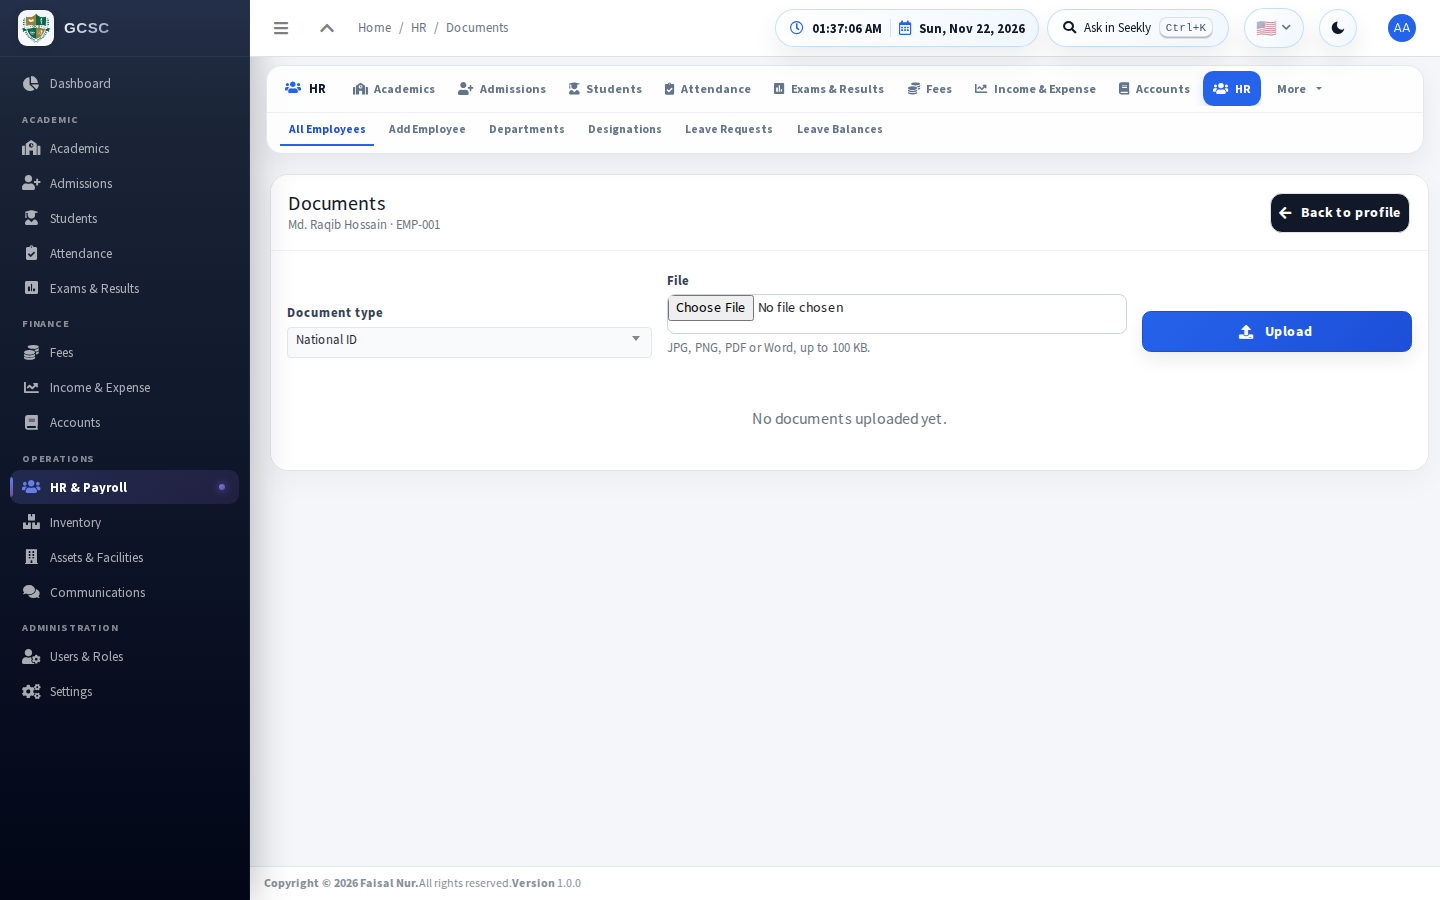 GCSC
Home / HR / Documents
01:37:06 AM Sun, Nov 22, 2026
Ask in Seekly Ctrl+K
AA
Dashboard
ACADEMIC
Academics
Admissions
Students
Attendance
Exams & Results
FINANCE
Fees
Income & Expense
Accounts
OPERATIONS
HR & Payroll
Inventory
Assets & Facilities
Communications
ADMINISTRATION
Users & Roles
Settings
HR Academics Admissions Students Attendance Exams & Results Fees Income & Expense Accounts HR More
All Employees Add Employee Departments Designations Leave Requests Leave Balances
Documents
Md. Raqib Hossain · EMP-001
Back to profile
Document type
National ID
File
Choose File No file chosen
JPG, PNG, PDF or Word, up to 100 KB.
Upload
No documents uploaded yet.
Copyright © 2026 Faisal Nur.All rights reserved.Version 1.0.0